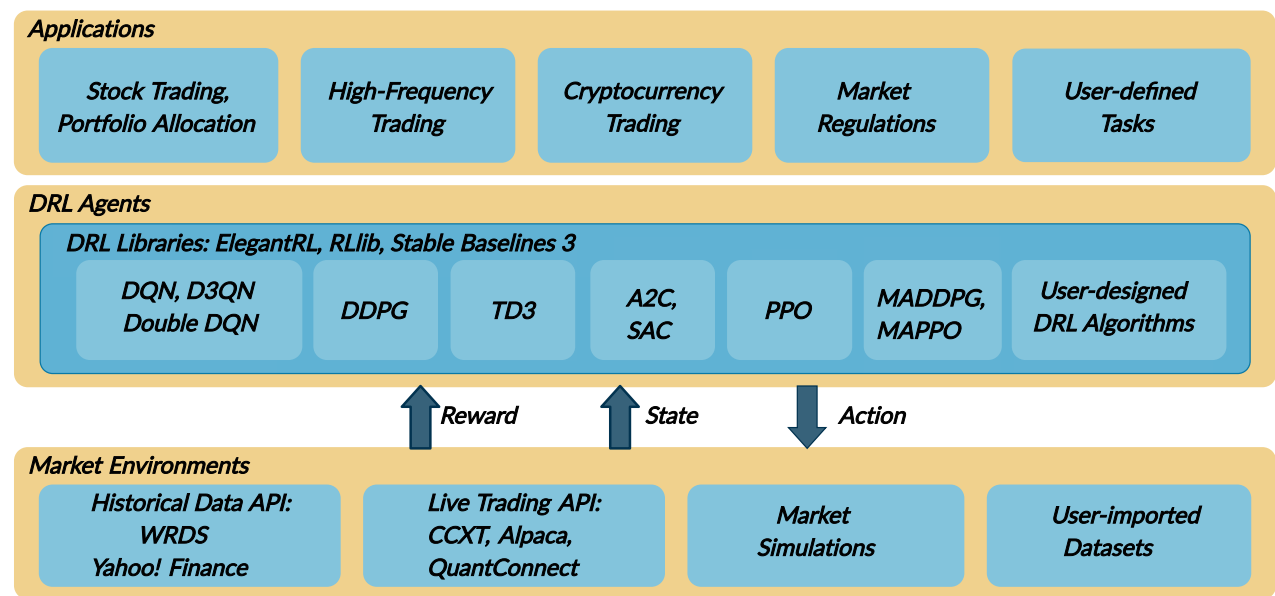 Applications
Stock Trading,
Portfolio Allocation
High-Frequency
Trading
Cryptocurrency
Trading
Market
Regulations
User-defined
Tasks
DRL Agents
DRL Libraries: ElegantRL, RLlib, Stable Baselines 3
DQN, D3QN
Double DQN
DDPG
TD3
A2C,
SAC
PPO
MADDPG,
MAPPO
User-designed
DRL Algorithms
Reward
State
Action
Market Environments
Historical Data API:
WRDS
Yahoo! Finance
Live Trading API:
CCXT, Alpaca,
QuantConnect
Market
Simulations
User-imported
Datasets